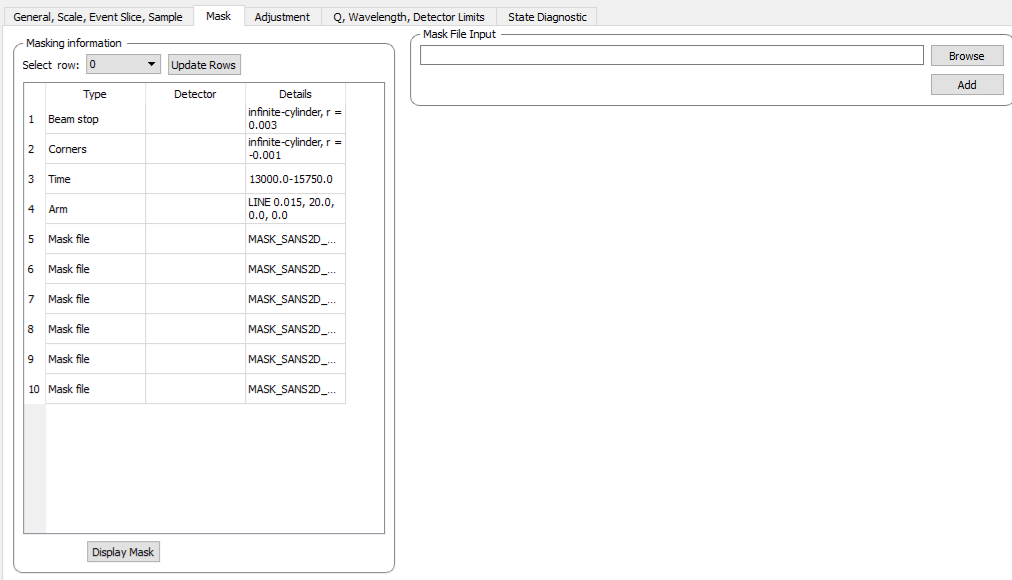 General, Scale, Event Slice, Sample Mask Adjustment Q, Wavelength, Detector Limits State Diagnostic
Masking information
Select row: 0 Update Rows
Type Detector Details
1 Beam stop infinite-cylinder, r =
0.003
2 Corners infinite-cylinder, r =
-0.001
3 Time 13000.0-15750.0
4 Arm LINE 0.015, 20.0,
0.0, 0.0
5 Mask file MASK_SANS2D_...
6 Mask file MASK_SANS2D_...
7 Mask file MASK_SANS2D_...
8 Mask file MASK_SANS2D_...
9 Mask file MASK_SANS2D_...
10 Mask file MASK_SANS2D_...
Display Mask
Mask File Input
Browse
Add